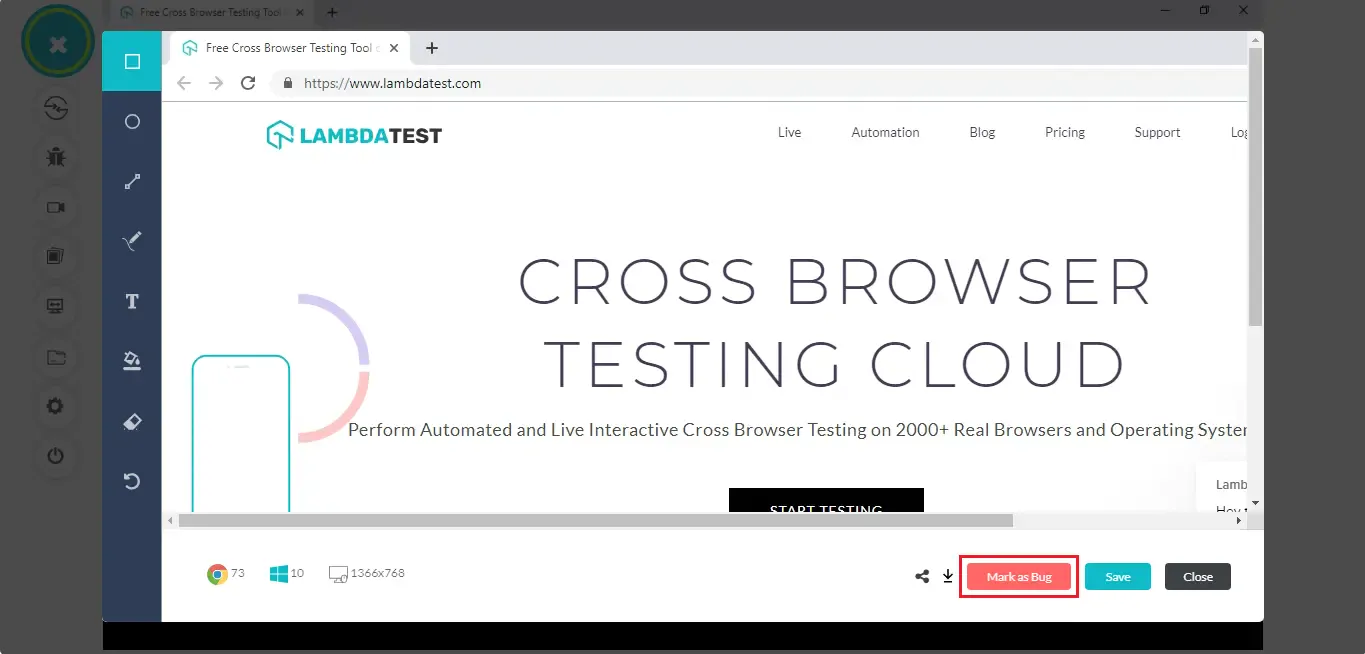 Free Cross Browser Testing Tool
Free Cross Browser Testing Tool
https://www.lambdatest.com
LAMBDATEST
Live
Automation
Blog
Pricing
Support
Log
CROSS BROWSER
TESTING CLOUD
Perform Automated and Live Interactive Cross Browser Testing on 2000+ Real Browsers and Operating System
START TESTING
Lamb
Hey
T
73
10
1366x768
Mark as Bug
Save
Close